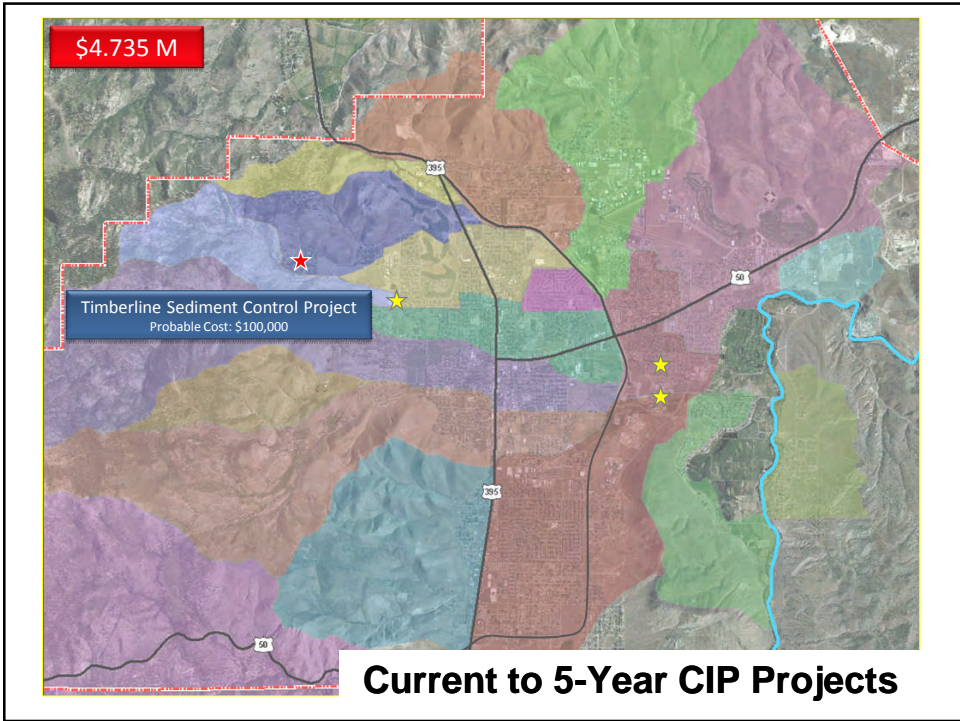 $4.735 M
395
50
Timberline Sediment Control Project
Probable Cost: $100,000
395
50
Current to 5-Year CIP Projects